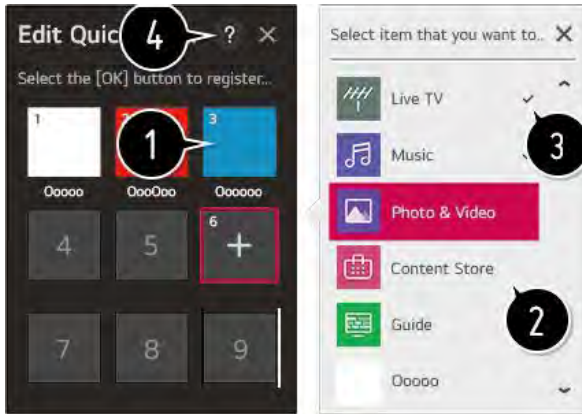 Edit Quic
4
?
Select the [OK] button to register...
1
2
3
1
Ooooo
OooOoo
Oooooo
4
5
6
+
7
8
9
Select item that you want to..
Live TV
3
Music
Photo & Video
Content Store
Guide
2
Ooooo